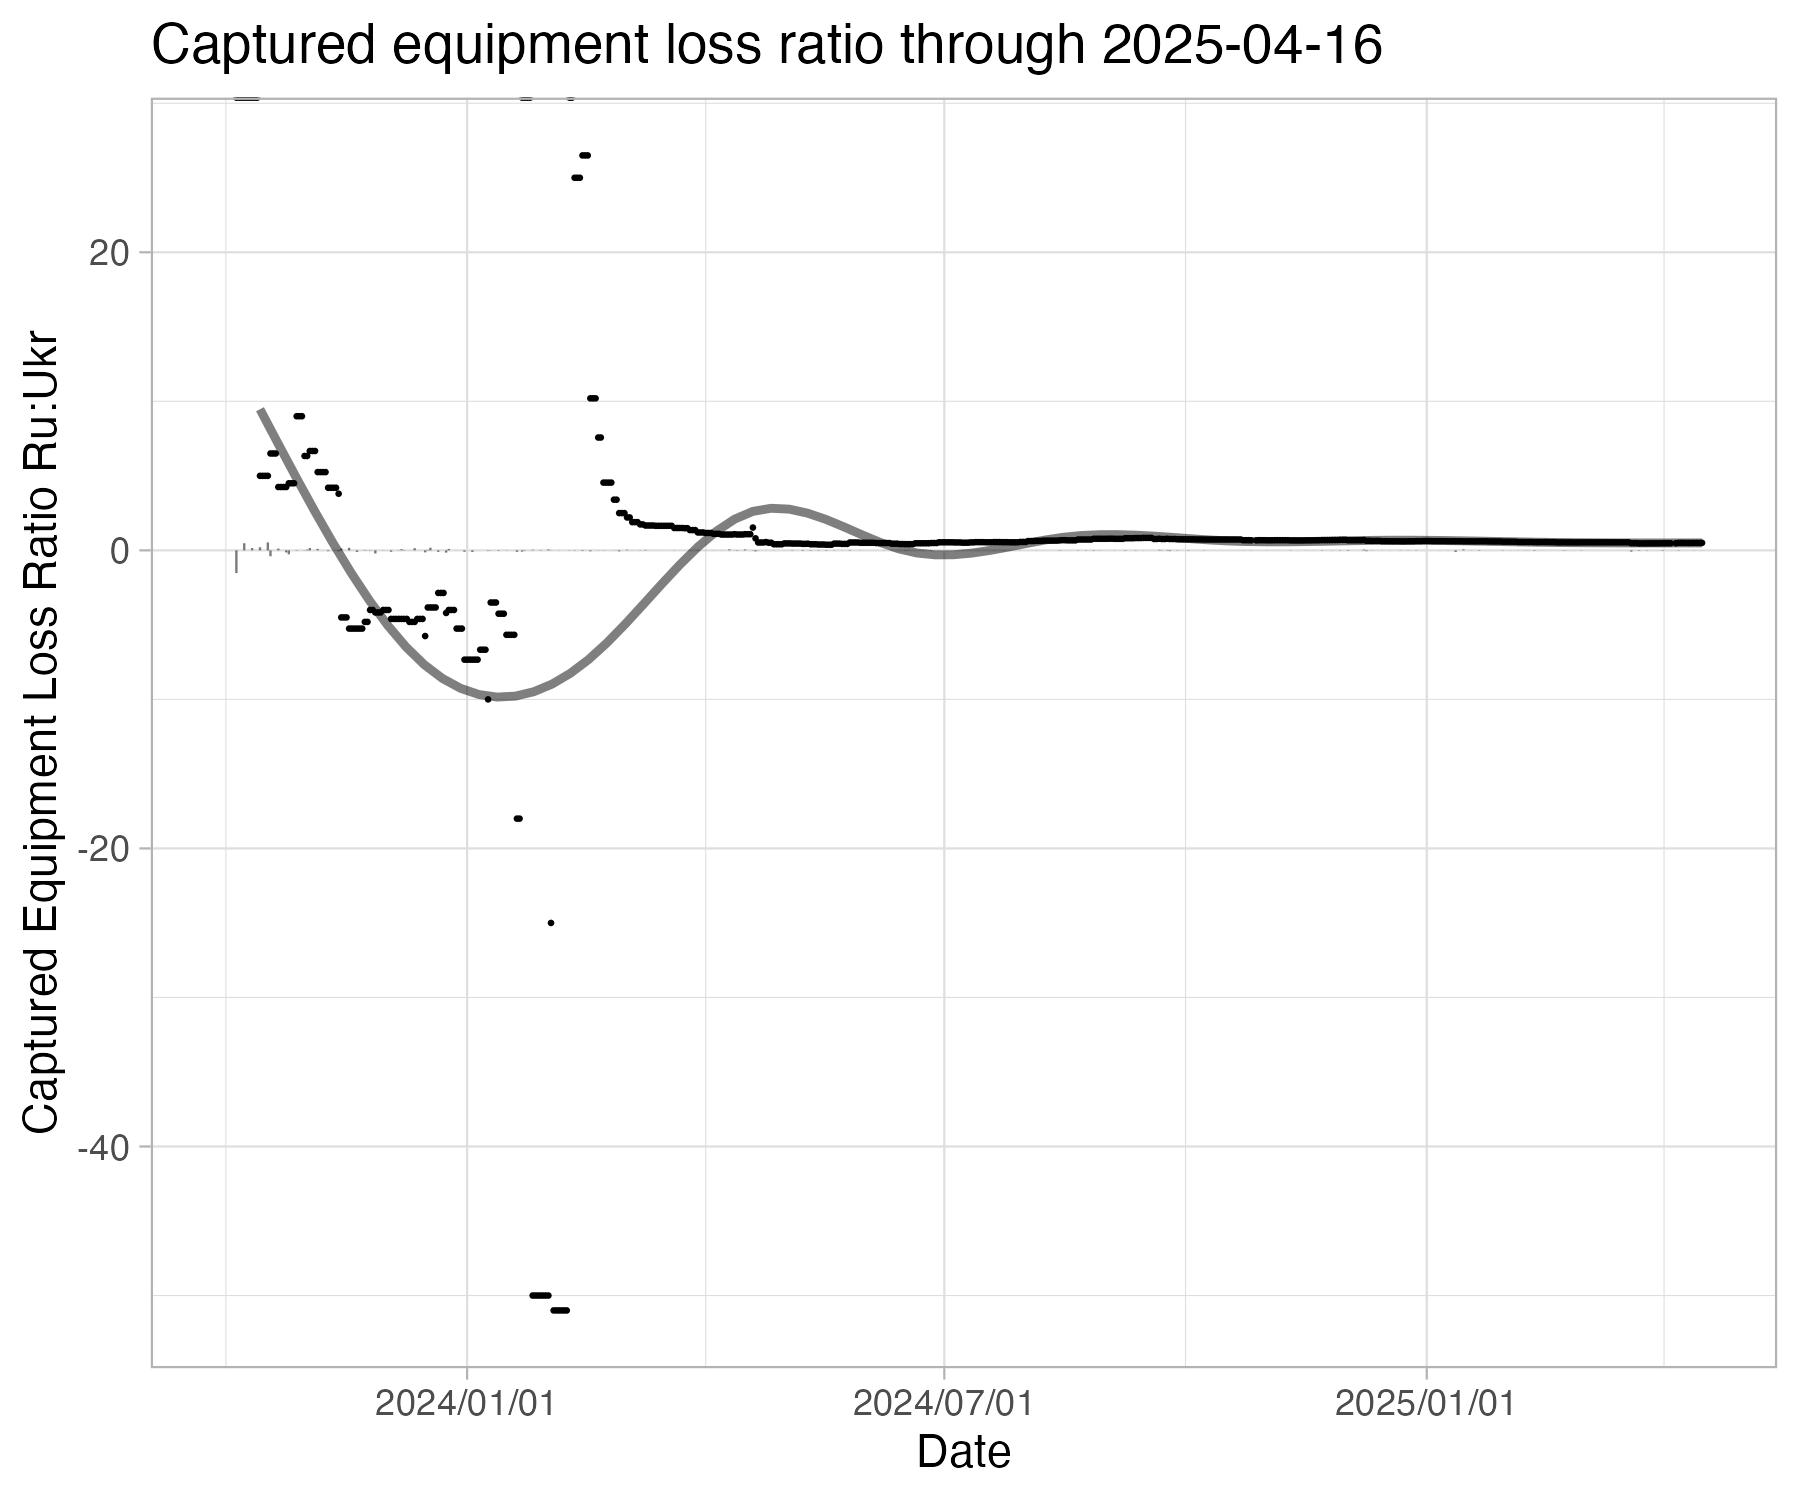 Captured equipment loss ratio through 2025-04-16
Captured Equipment Loss Ratio Ru:Ukr
20
0
-20
-40
2024/01/01
2024/07/01
2025/01/01
Date